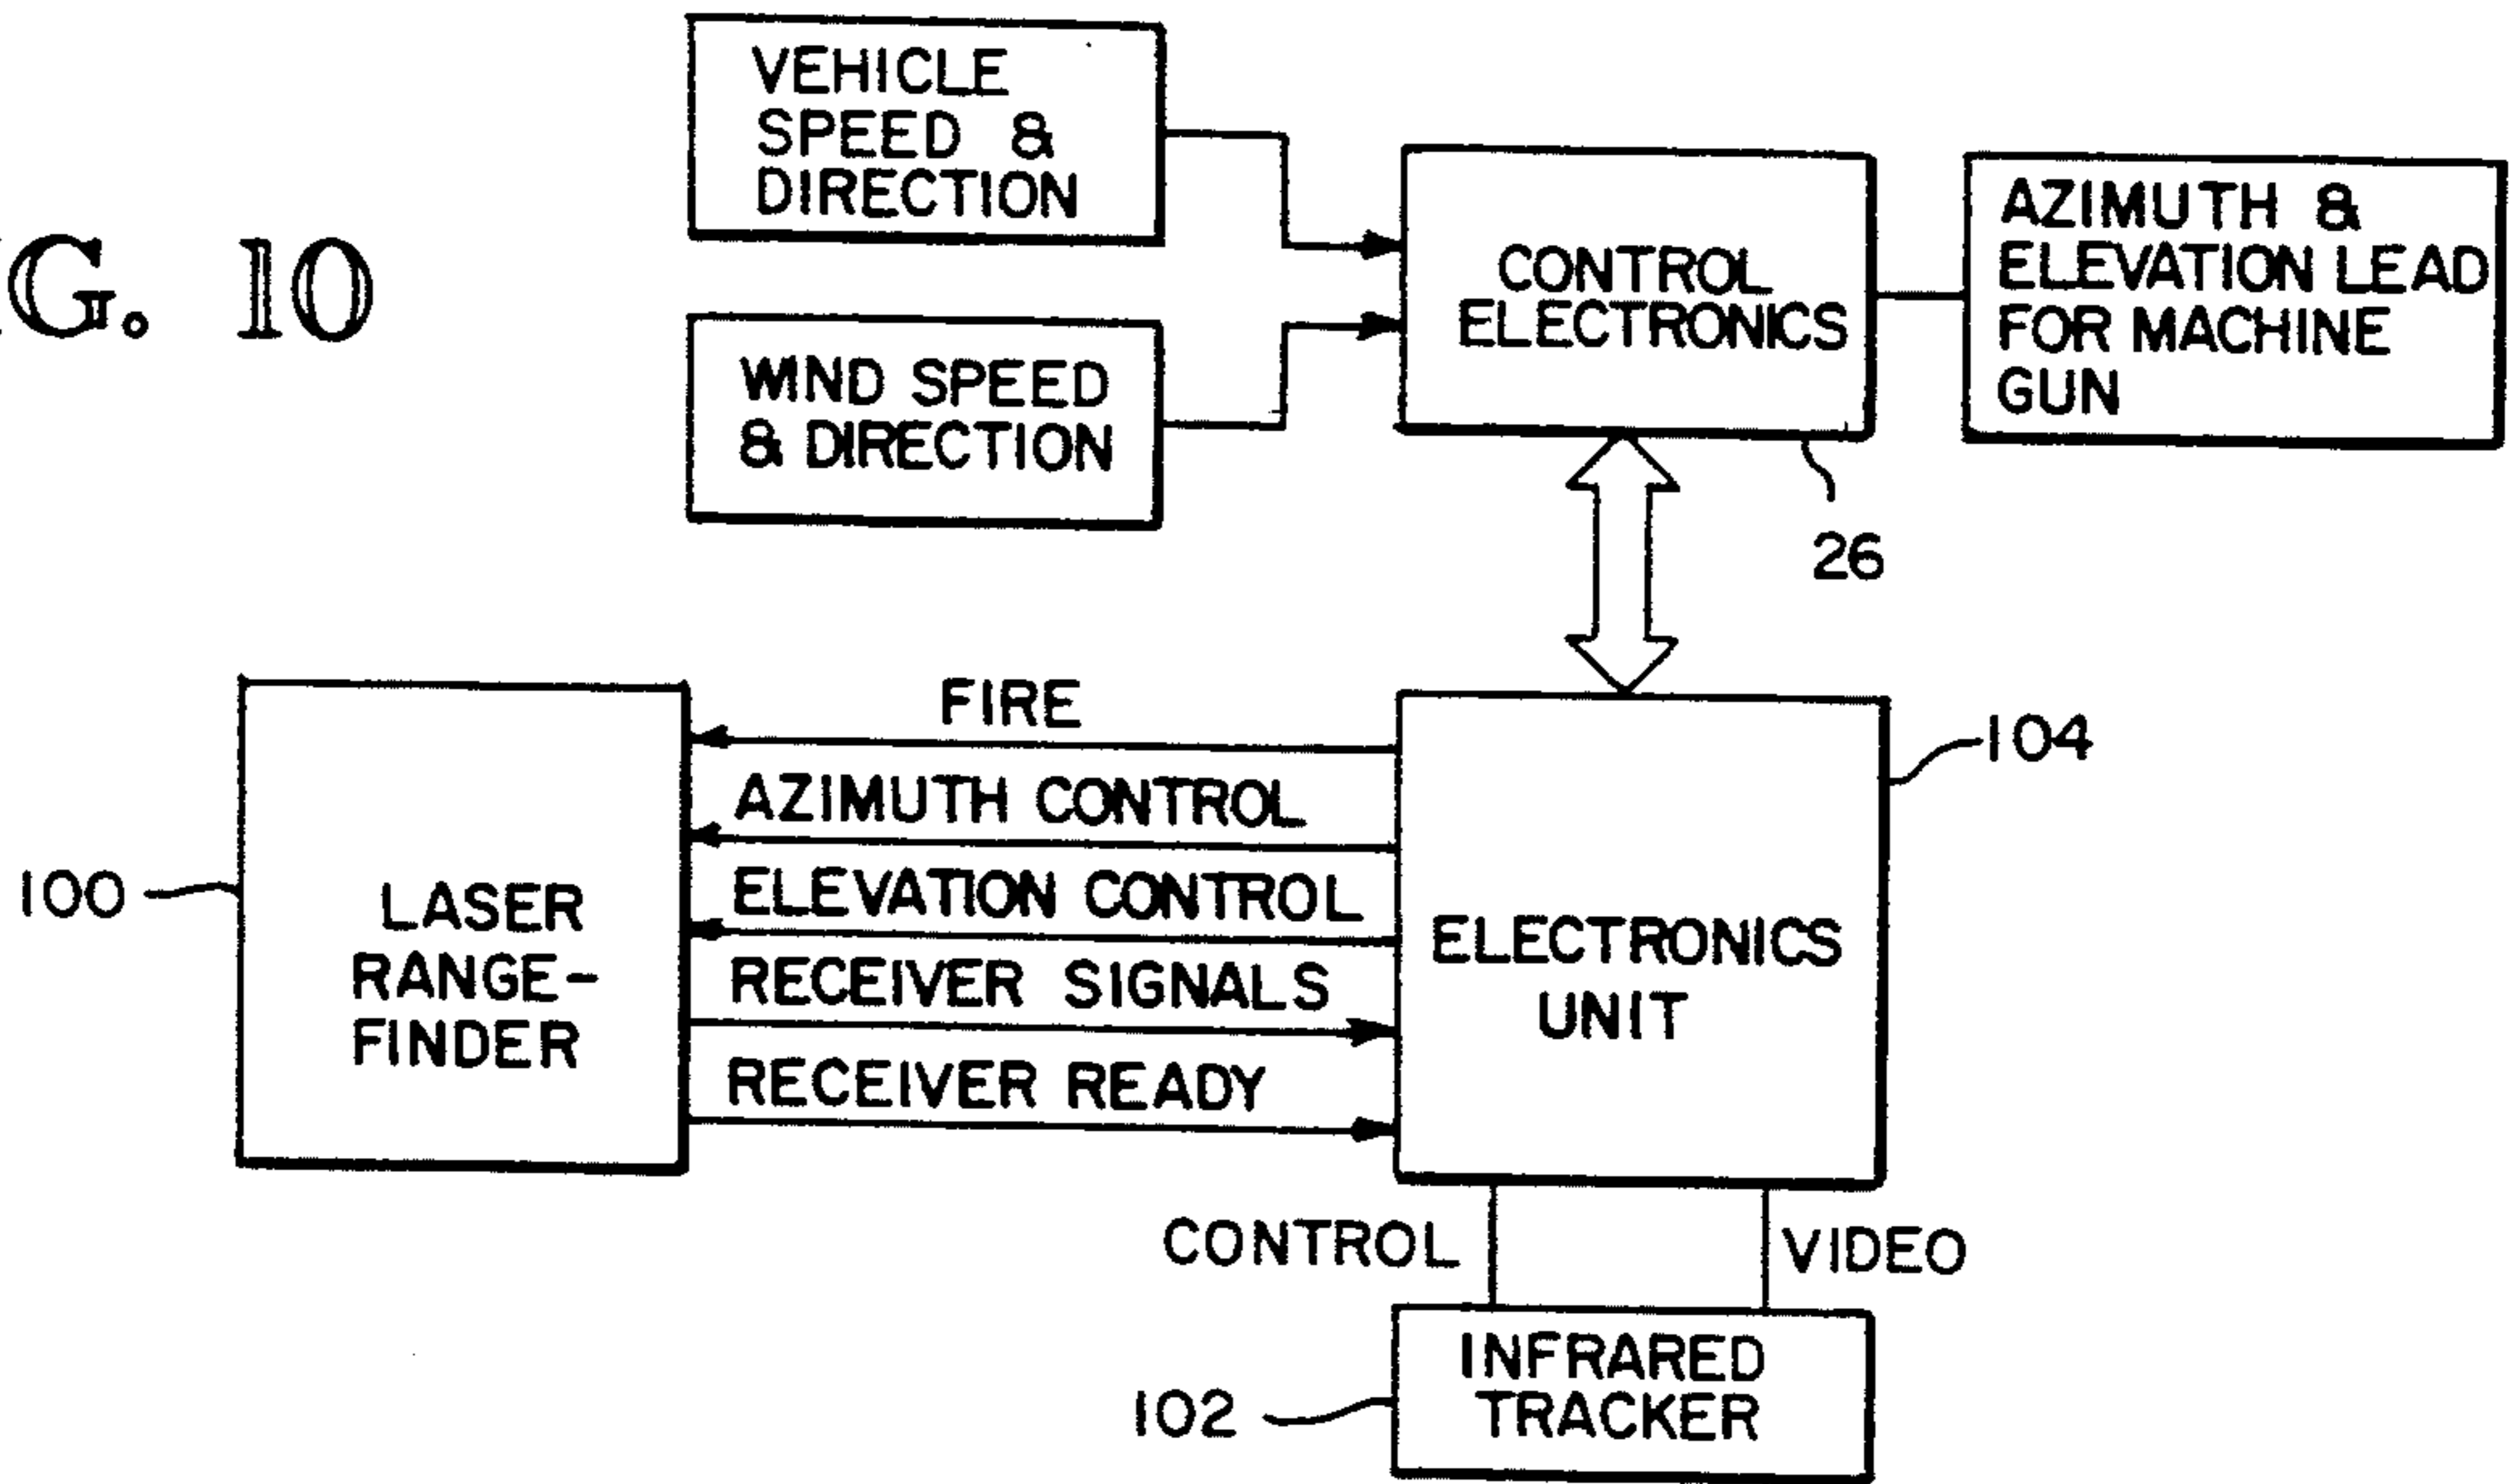 G. 10
VEHICLE
SPEED &
DIRECTION
WIND SPEED
& DIRECTION
CONTROL
ELECTRONICS
26
AZIMUTH &
ELEVATION LEAD
FOR MACHINE
GUN
100
LASER
RANGE-
FINDER
FIRE
AZIMUTH CONTROL
ELEVATION CONTROL
RECEIVER SIGNALS
RECEIVER READY
ELECTRONICS
UNIT
104
CONTROL
VIDEO
INFRARED
TRACKER
102